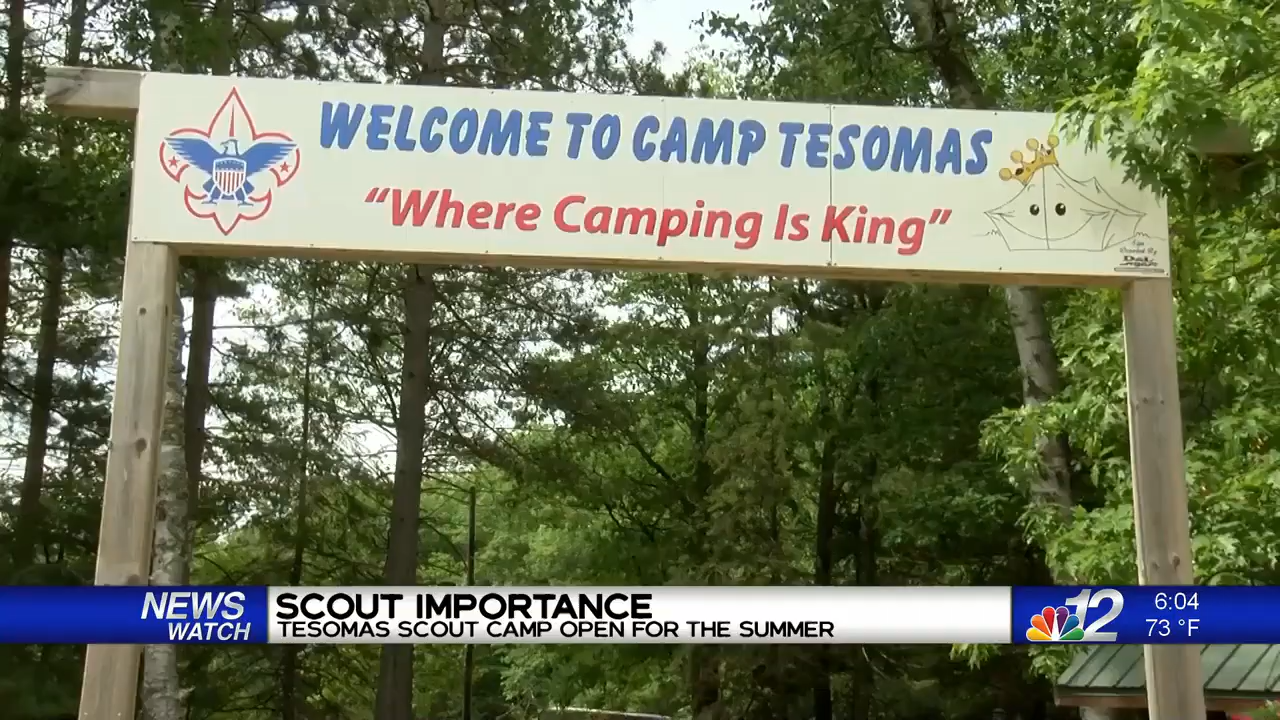 WELCOME TO CAMP TESOMAS
“Where Camping Is King”
NEWS WATCH
SCOUT IMPORTANCE
TESOMAS SCOUT CAMP OPEN FOR THE SUMMER
12
6:04
73 °F